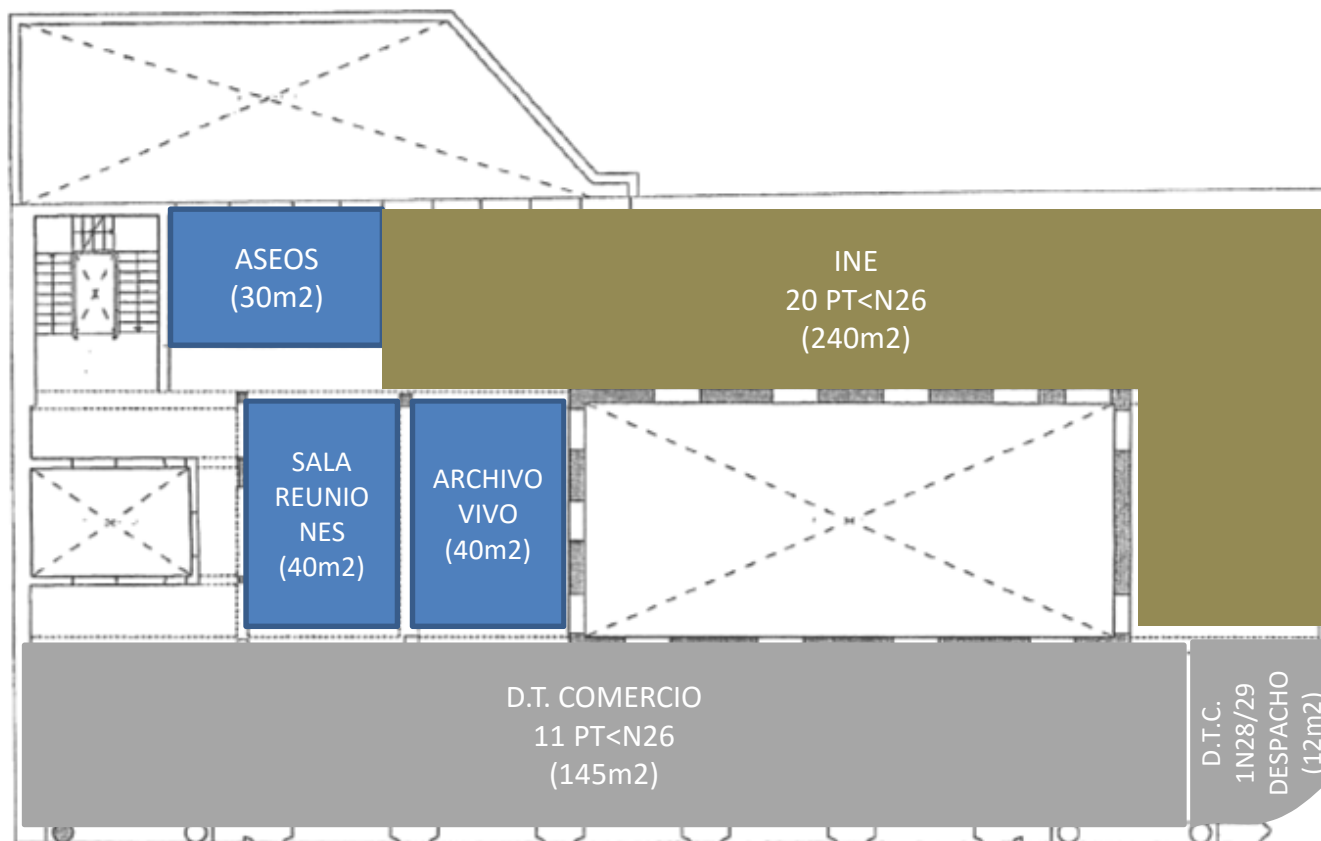 ASEOS
(30m2)
INE
20 PT<N26
(240m2)
SALA
REUNIO
NES
(40m2)
ARCHIVO
VIVO
(40m2)
D.T. COMERCIO
11 PT<N26
(145m2)
D.T.C.
1N28/29
DESPACHO
(12m2)